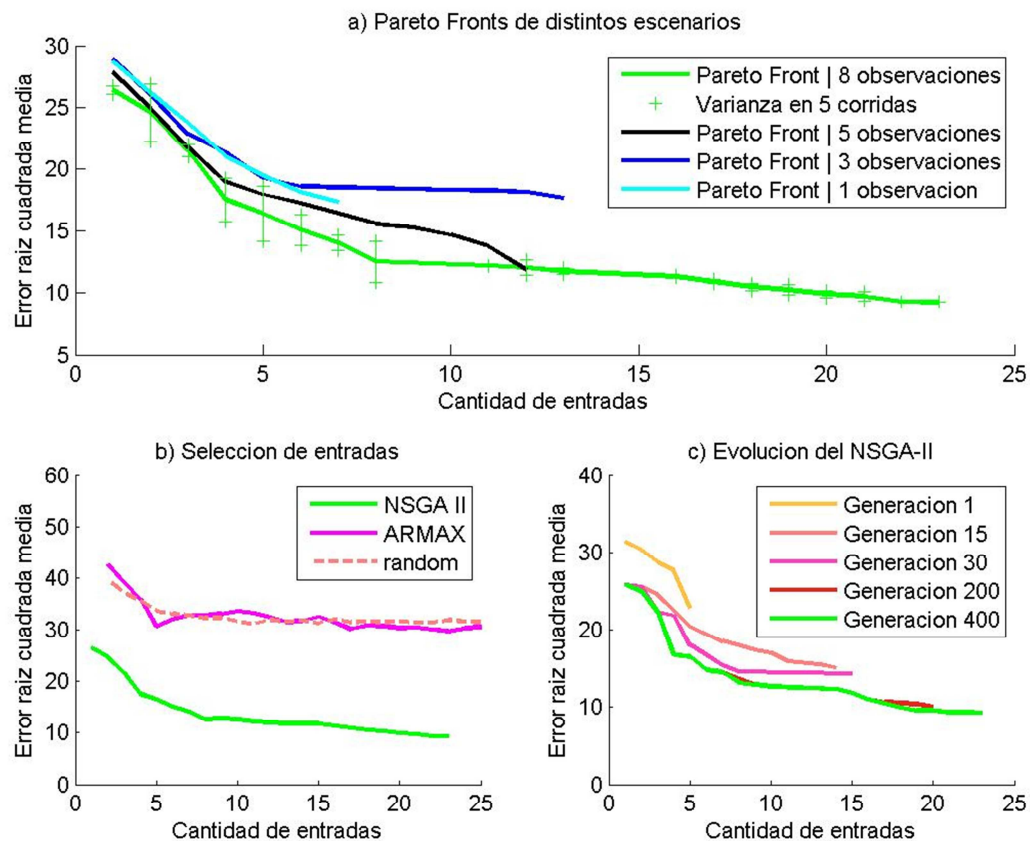 a) Pareto Fronts de distintos escenarios
Error raiz cuadrada media
30
25
20
15
10
5
0
5
10
15
20
25
Cantidad de entradas
Pareto Front | 8 observaciones
Varianza en 5 corridas
Pareto Front | 5 observaciones
Pareto Front | 3 observaciones
Pareto Front | 1 observacion
b) Seleccion de entradas
Error raiz cuadrada media
60
50
40
30
20
10
0
0
5
10
15
20
25
Cantidad de entradas
NSGA II
ARMAX
random
c) Evolucion del NSGA-II
Error raiz cuadrada media
40
30
20
10
0
0
5
10
15
20
25
Cantidad de entradas
Generacion 1
Generacion 15
Generacion 30
Generacion 200
Generacion 400